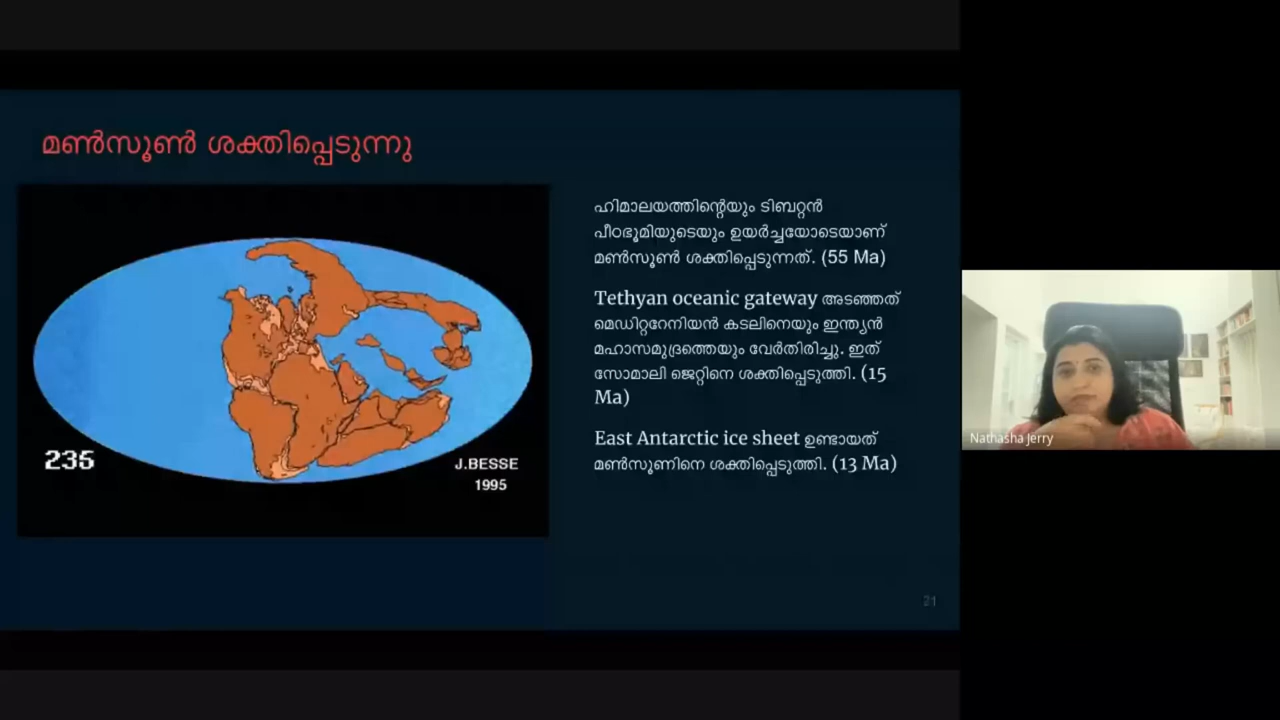 മൺസൂൺ ശക്തിപ്പെടുന്നു
ഹിമാലയത്തിന്റെയും ടിബറ്റൻ
പീഠഭൂമിയുടെയും ഉയർച്ചയോടെയാണ്
മൺസൂൺ ശക്തിപ്പെടുന്നത്. (55 Ma)
Tethyan oceanic gateway അടഞ്ഞത്
മെഡിറ്ററേനിയൻ കടലിനെയും ഇന്ത്യൻ
മഹാസമുദ്രത്തെയും വേർതിരിച്ചു. ഇത്
സോമാലി ജെറ്റിനെ ശക്തിപ്പെടുത്തി. (15
Ma)
East Antarctic ice sheet ഉണ്ടായത്
മൺസൂണിനെ ശക്തിപ്പെടുത്തി. (13 Ma)
235
J.BESSE
1995
21
Nathasha Jerry